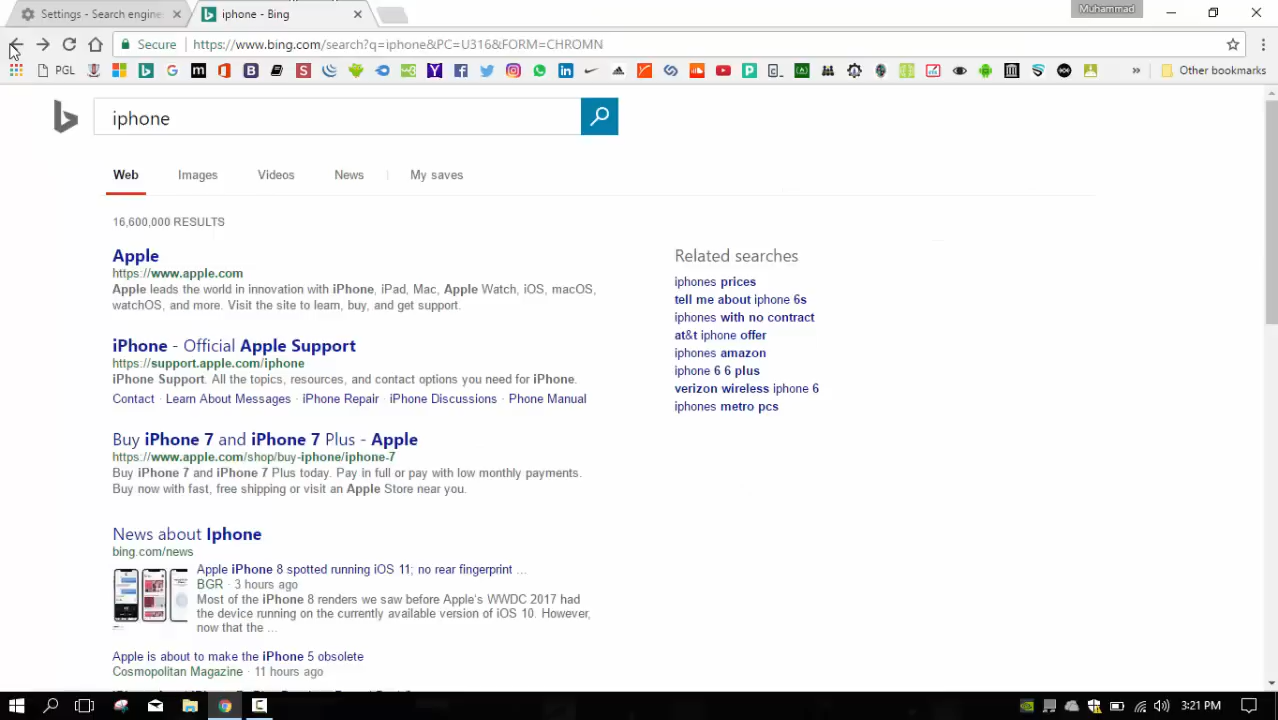 Settings - Search engine
iphone - Bing
Muhammad
Secure
https://www.bing.com/search?q=iphone&PC=U316&FORM=CHROMN
PGL
Other bookmarks
iphone
Web
Images
Videos
News
My saves
16,600,000 RESULTS
Apple
https://www.apple.com
Apple leads the world in innovation with iPhone, iPad, Mac, Apple Watch, iOS, macOS,
watchOS, and more. Visit the site to learn, buy, and get support.
iPhone - Official Apple Support
https://support.apple.com/iphone
iPhone Support. All the topics, resources, and contact options you need for iPhone.
Contact · Learn About Messages · iPhone Repair · iPhone Discussions · Phone Manual
Buy iPhone 7 and iPhone 7 Plus - Apple
https://www.apple.com/shop/buy-iphone/iphone-7
Buy iPhone 7 and iPhone 7 Plus today. Pay in full or pay with low monthly payments.
Buy now with fast, free shipping or visit an Apple Store near you.
News about Iphone
bing.com/news
Apple iPhone 8 spotted running iOS 11; no rear fingerprint ...
BGR · 3 hours ago
Most of the iPhone 8 renders we saw before Apple's WWDC 2017 had
the device running on the currently available version of iOS 10. However,
now that the ...
Apple is about to make the iPhone 5 obsolete
Cosmopolitan Magazine · 11 hours ago
Related searches
iphones prices
tell me about iphone 6s
iphones with no contract
at&t iphone offer
iphones amazon
iphone 6 6 plus
verizon wireless iphone 6
iphones metro pcs
3:21 PM